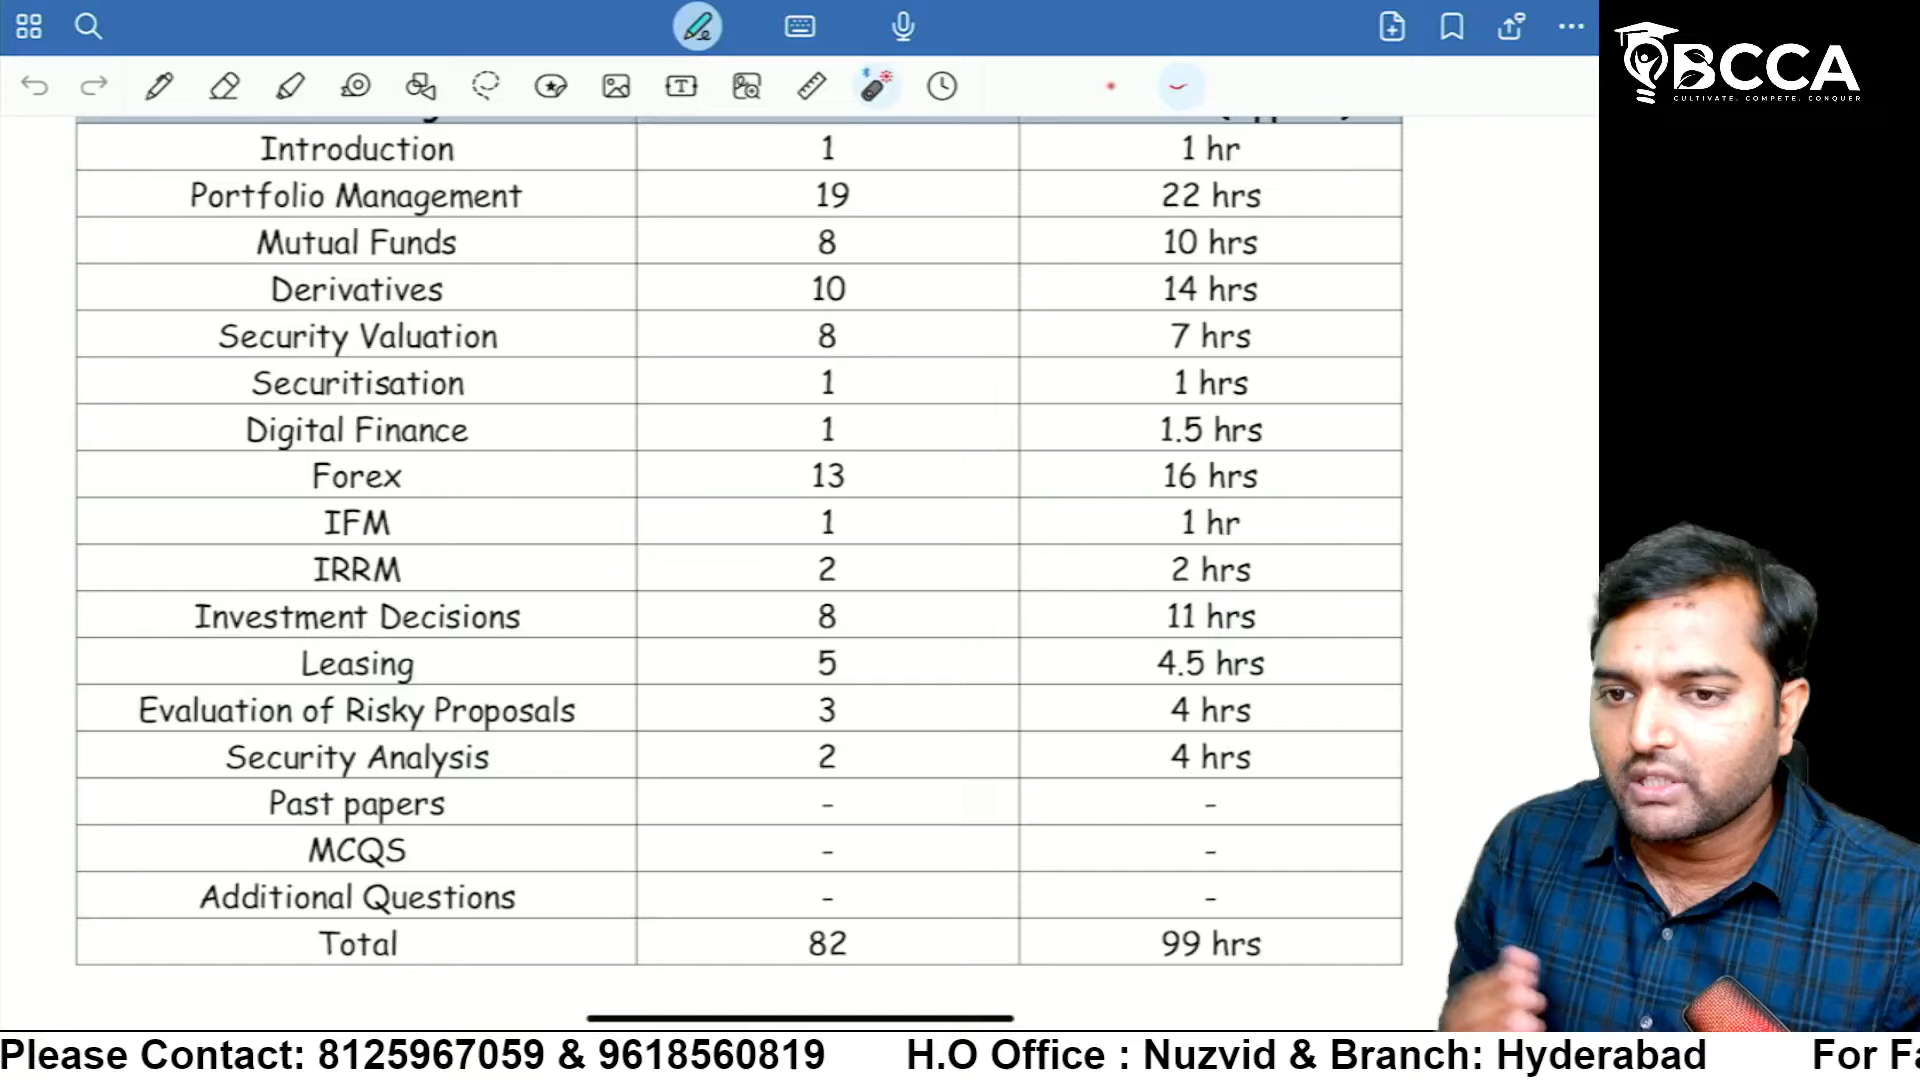 BCCA
CULTIVATE. COMPETE. CONQUER
Introduction 1 1 hr
Portfolio Management 19 22 hrs
Mutual Funds 8 10 hrs
Derivatives 10 14 hrs
Security Valuation 8 7 hrs
Securitisation 1 1 hrs
Digital Finance 1 1.5 hrs
Forex 13 16 hrs
IFM 1 1 hr
IRRM 2 2 hrs
Investment Decisions 8 11 hrs
Leasing 5 4.5 hrs
Evaluation of Risky Proposals 3 4 hrs
Security Analysis 2 4 hrs
Past papers - -
MCQS - -
Additional Questions - -
Total 82 99 hrs
Please Contact: 8125967059 & 9618560819 H.O Office : Nuzvid & Branch: Hyderabad For